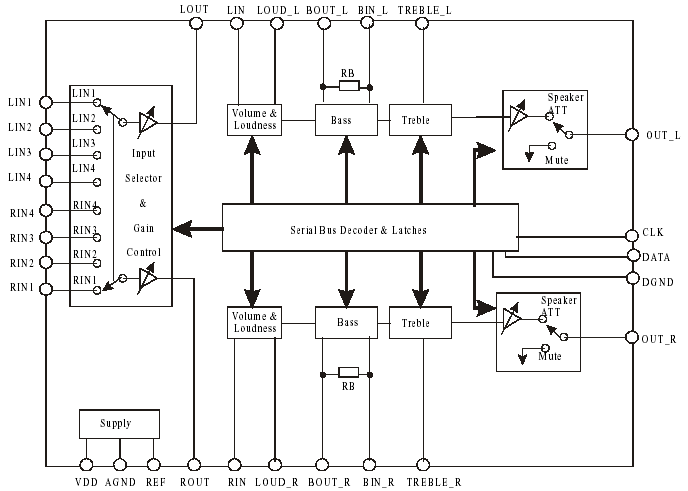 LOUT LIN LOUD_L BOUT_L BIN_L TREBLE_L
RB
LIN1
LIN2
LIN3
LIN4
RIN4
RIN3
RIN2
RIN1
LIN1
LIN2
LIN3
LIN4
RIN4
RIN3
RIN2
RIN1
Input
Selector
&
Gain
Control
Volume &
Loudness
Bass
Treble
Speaker
ATT
Mute
OUT_L
Serial Bus Decoder & Latches
CLK
DATA
DGND
Volume &
Loudness
Bass
Treble
Speaker
ATT
Mute
OUT_R
RB
Supply
VDD AGND REF ROUT RIN LOUD_R BOUT_R BIN_R TREBLE_R